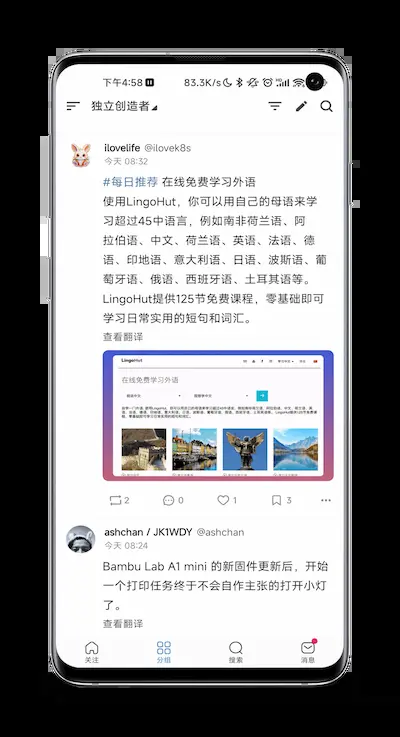 下午4:58
83.3K/s
独立创造者
ilovelife @ilovek8s
今天 08:32
#每日推荐 在线免费学习外语
使用LingoHut，你可以用自己的母语来学
习超过45中语言，例如南非荷兰语、阿
拉伯语、中文、荷兰语、英语、法语、德
语、印地语、意大利语、日语、波斯语、葡
萄牙语、俄语、西班牙语、土耳其语等。
LingoHut提供125节免费课程，零基础即可
学习日常实用的短句和词汇。
查看翻译
LingoHut
在线免费学习外语
2 0 1 3
ashchan / JK1WDY @ashchan
今天 08:24
Bambu Lab A1 mini 的新固件更新后，开始
一个打印任务终于不会自作主张的打开小灯
了。
查看翻译
关注 分组 搜索 消息